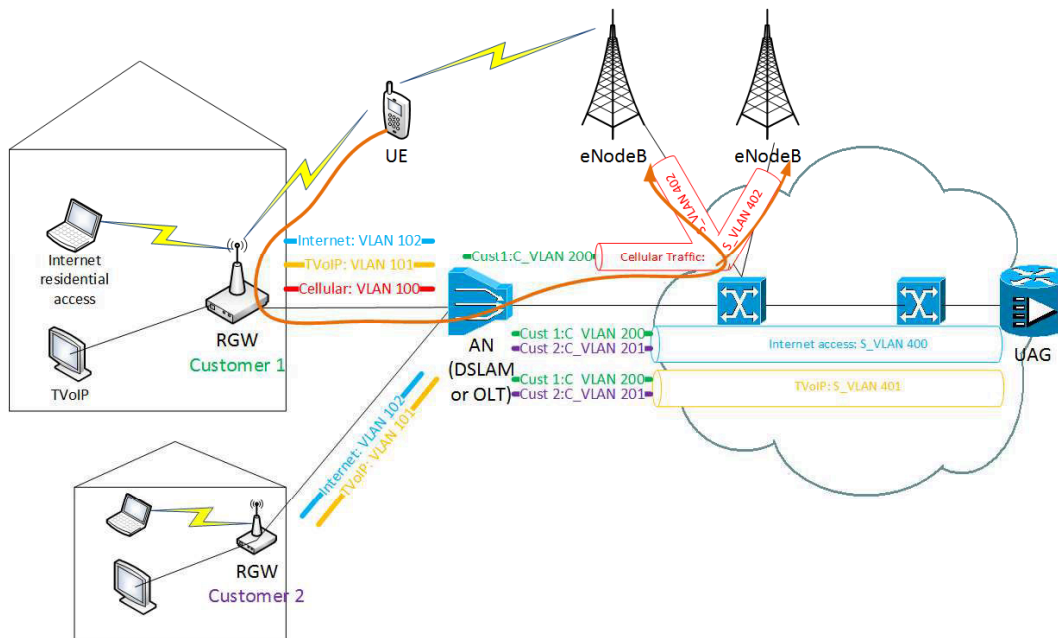 UE
eNodeB
eNodeB
S_VLAN 402
S_VLAN 402
Internet
residential
access
Internet: VLAN 102
TVoIP: VLAN 101
Cellular: VLAN 100
Cust1:C_VLAN 200
Cellular Traffic:
RGW
Customer 1
TVoIP
AN
(DSLAM
or OLT)
Cust 1:C_VLAN 200
Cust 2:C_VLAN 201
Internet access: S_VLAN 400
UAG
Cust 1:C_VLAN 200
Cust 2:C_VLAN 201
TVoIP: S_VLAN 401
Internet: VLAN 102
TVoIP: VLAN 101
RGW
Customer 2